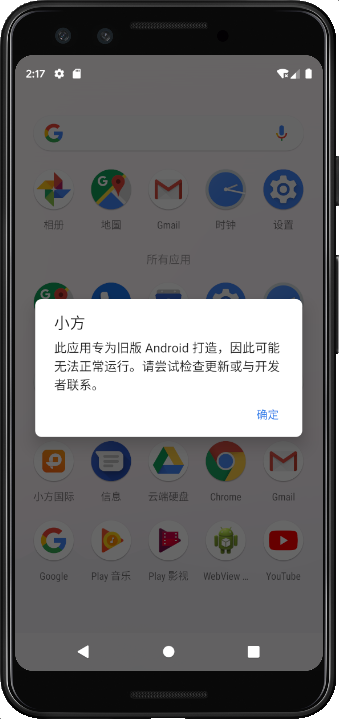 2:17
相册
地圖
Gmail
时钟
设置
所有应用
小方
此应用专为旧版 Android 打造，因此可能
无法正常运行。请尝试检查更新或与开发
者联系。
确定
小方国际
信息
云端硬盘
Chrome
Gmail
Google
Play 音乐
Play 影视
WebView ...
YouTube